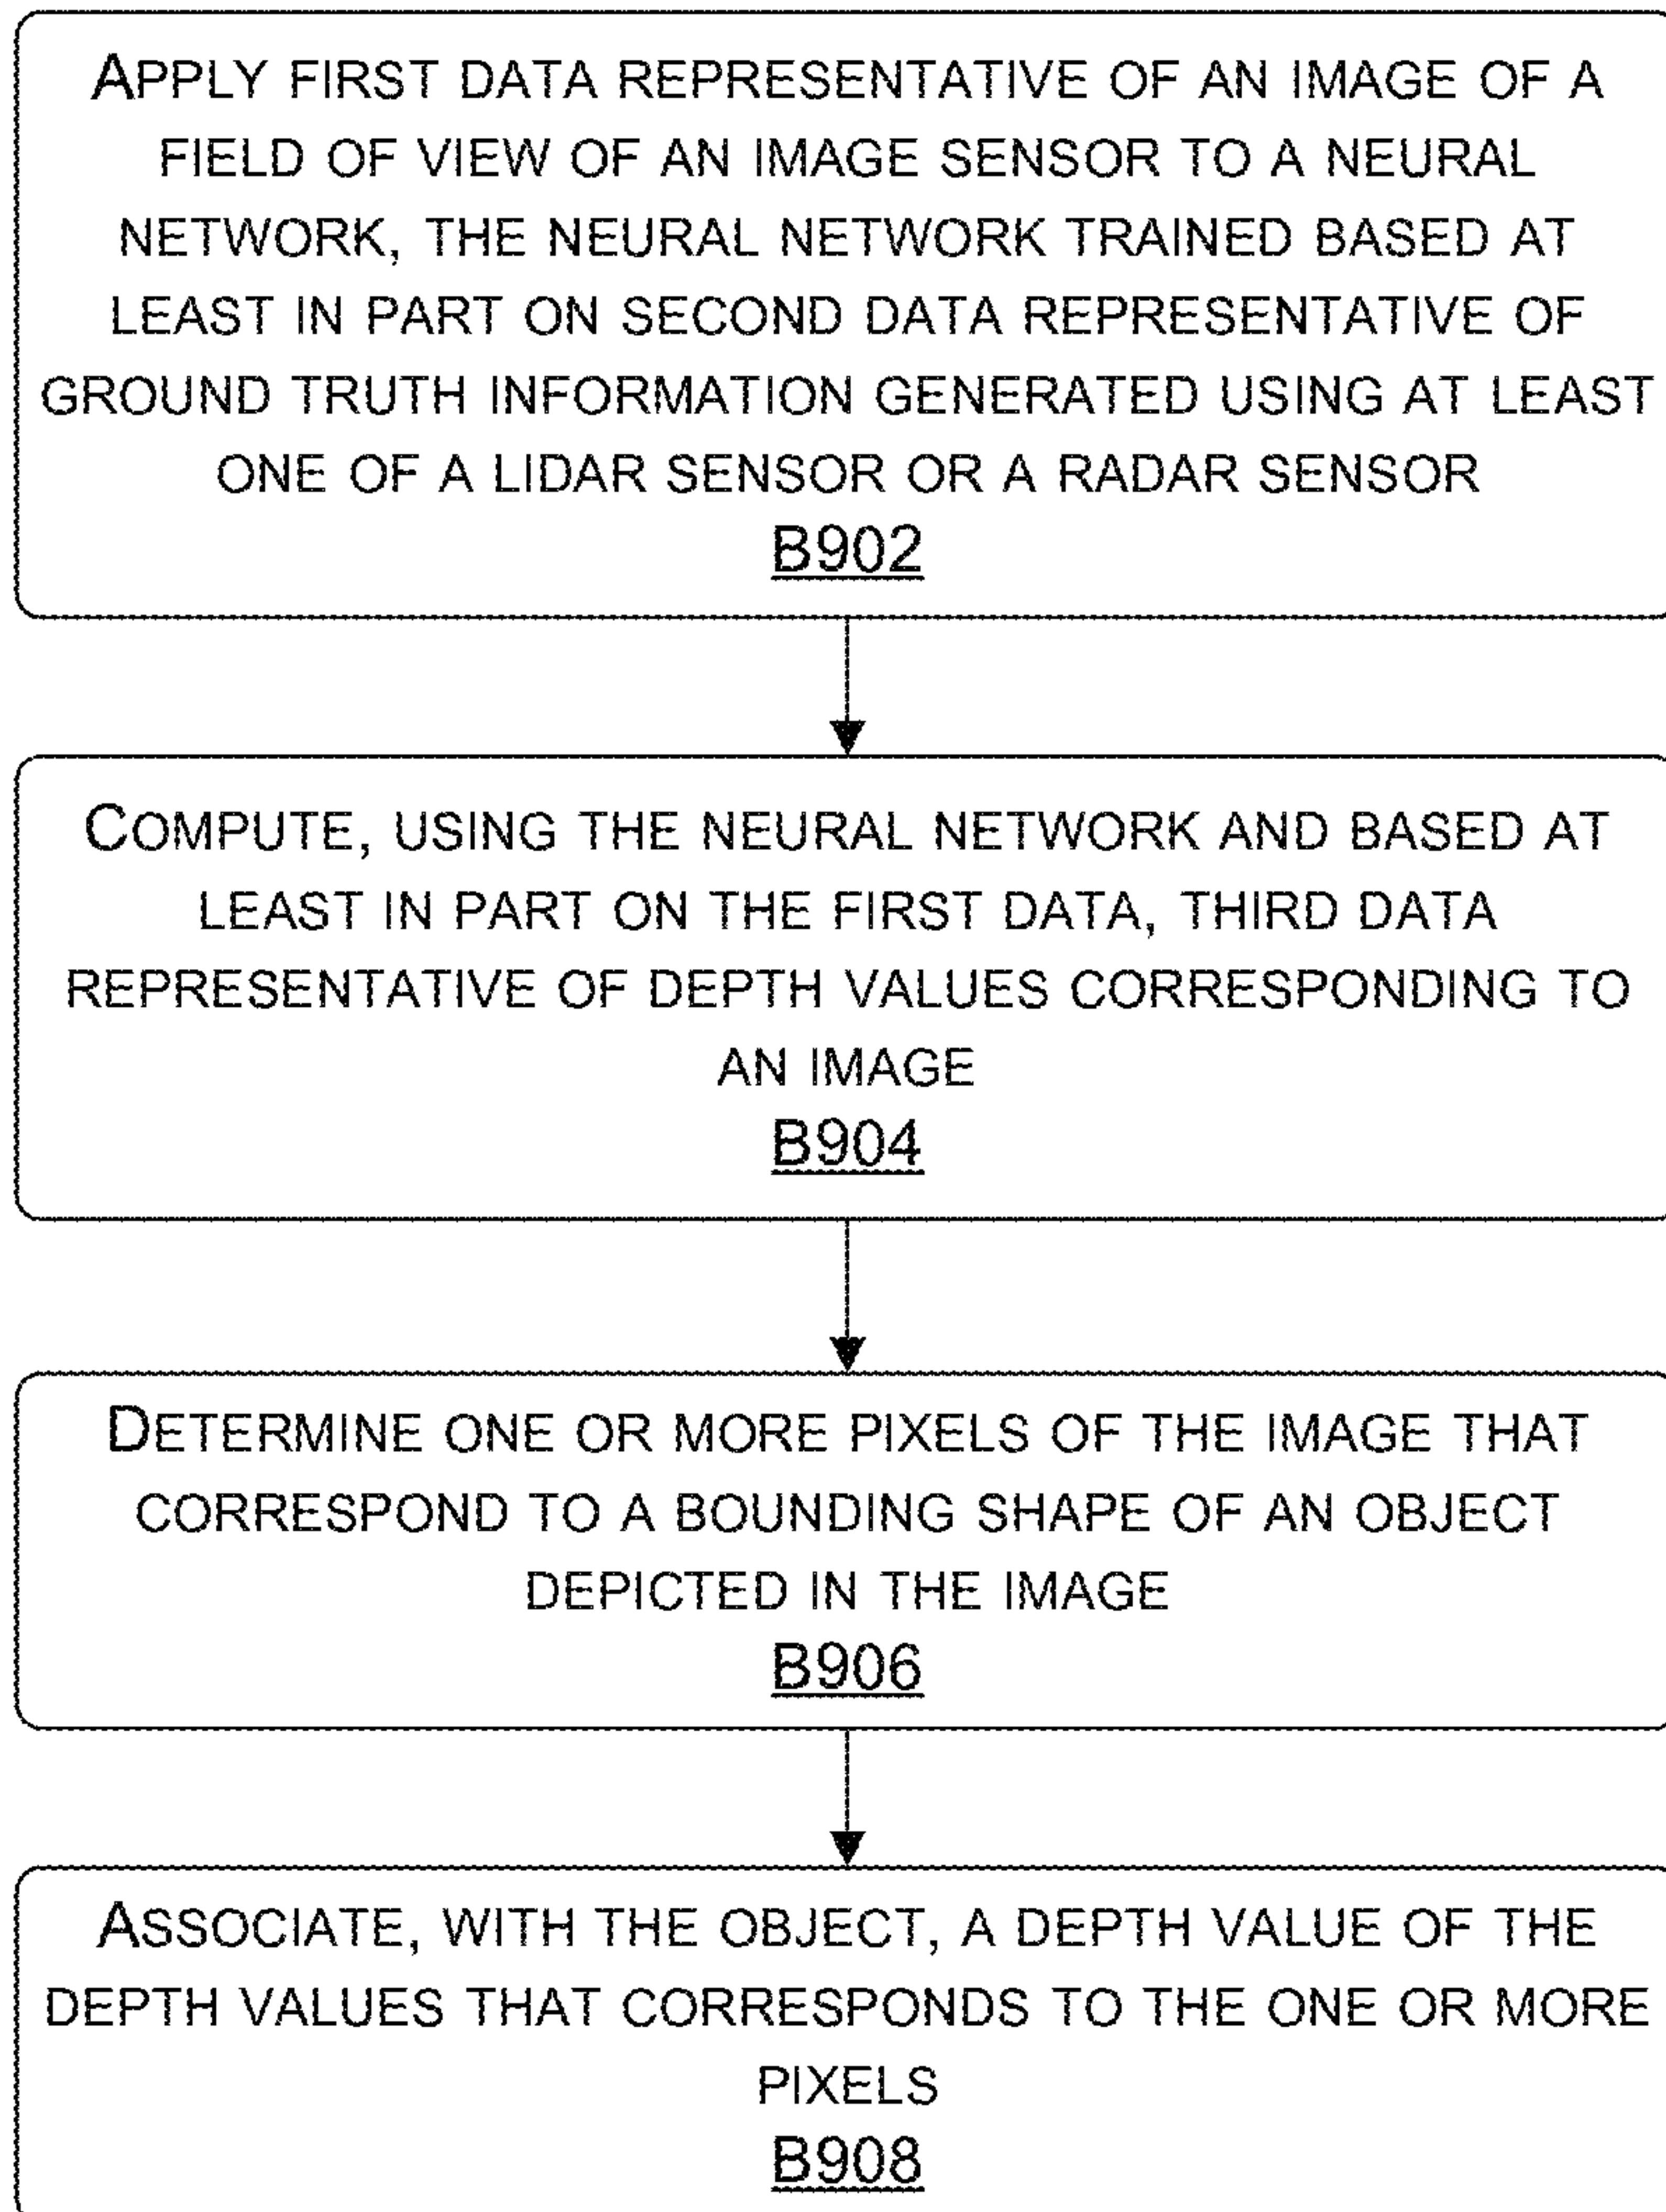 APPLY FIRST DATA REPRESENTATIVE OF AN IMAGE OF A
FIELD OF VIEW OF AN IMAGE SENSOR TO A NEURAL
NETWORK, THE NEURAL NETWORK TRAINED BASED AT
LEAST IN PART ON SECOND DATA REPRESENTATIVE OF
GROUND TRUTH INFORMATION GENERATED USING AT LEAST
ONE OF A LIDAR SENSOR OR A RADAR SENSOR
B902
COMPUTE, USING THE NEURAL NETWORK AND BASED AT
LEAST IN PART ON THE FIRST DATA, THIRD DATA
REPRESENTATIVE OF DEPTH VALUES CORRESPONDING TO
AN IMAGE
B904
DETERMINE ONE OR MORE PIXELS OF THE IMAGE THAT
CORRESPOND TO A BOUNDING SHAPE OF AN OBJECT
DEPICTED IN THE IMAGE
B906
ASSOCIATE, WITH THE OBJECT, A DEPTH VALUE OF THE
DEPTH VALUES THAT CORRESPONDS TO THE ONE OR MORE
PIXELS
B908